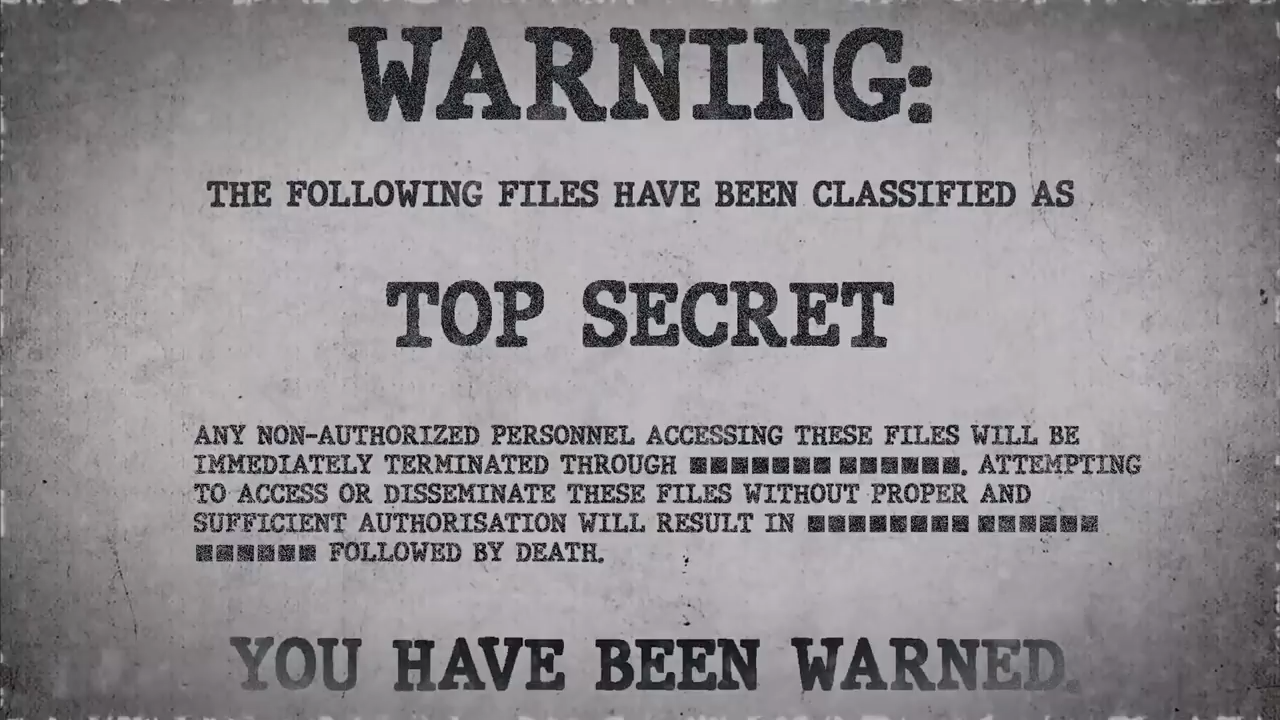 WARNING:
THE FOLLOWING FILES HAVE BEEN CLASSIFIED AS
TOP SECRET
ANY NON-AUTHORIZED PERSONNEL ACCESSING THESE FILES WILL BE
IMMEDIATELY TERMINATED THROUGH ■■■■■■■ ■■■■■■. ATTEMPTING
TO ACCESS OR DISSEMINATE THESE FILES WITHOUT PROPER AND
SUFFICIENT AUTHORISATION WILL RESULT IN ■■■■■■■■ ■■■■■■
■■■■■■ FOLLOWED BY DEATH.
YOU HAVE BEEN WARNED.